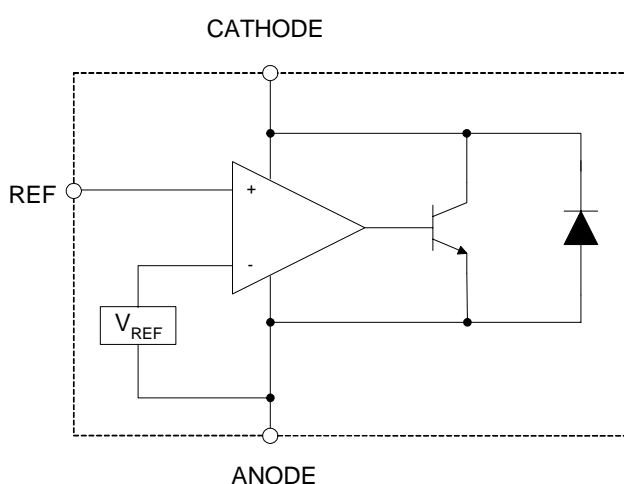 CATHODE
REF
+
-
VREF
ANODE